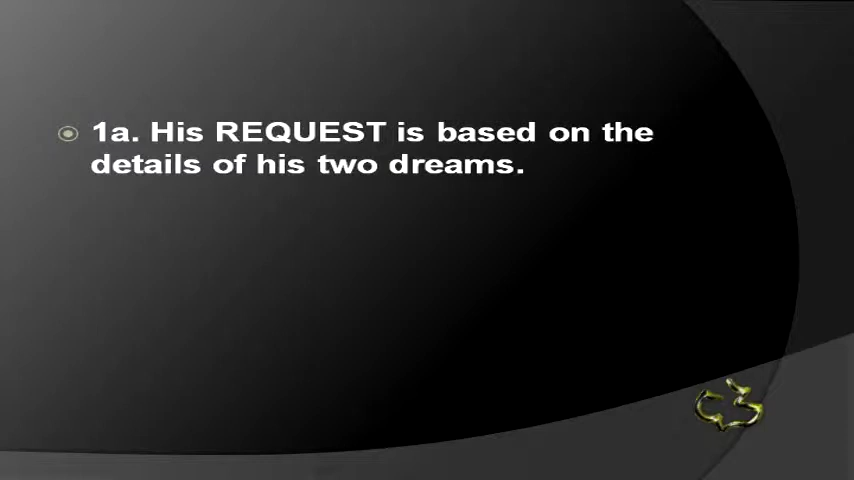 1a. His REQUEST is based on the
details of his two dreams.